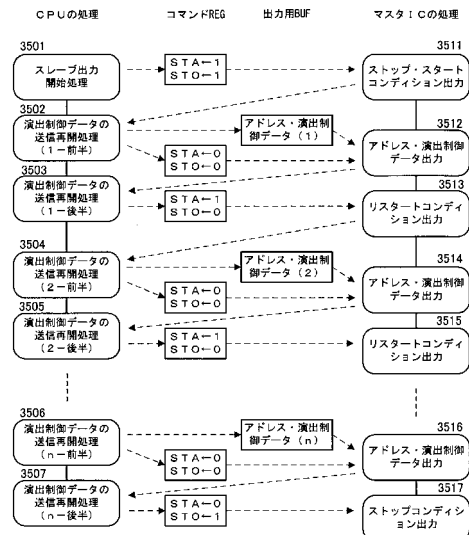 CPUの処理 コマンドREG 出力用BUF マスタICの処理
3501
スレーブ出力
開始処理
STA←1
STO←1
3511
ストップ・スタート
コンディション出力
3502
演出制御データの
送信再開処理
(1－前半)
アドレス・演出制
御データ(1)
STA←0
STO←0
3512
アドレス・演出制御
データ出力
3503
演出制御データの
送信再開処理
(1－後半)
STA←1
STO←0
3513
リスタートコンディ
ション出力
3504
演出制御データの
送信再開処理
(2－前半)
アドレス・演出制
御データ(2)
STA←0
STO←0
3514
アドレス・演出制御
データ出力
3505
演出制御データの
送信再開処理
(2－後半)
STA←1
STO←0
3515
リスタートコンディ
ション出力
3506
演出制御データの
送信再開処理
(n－前半)
アドレス・演出制
御データ(n)
STA←0
STO←0
3516
アドレス・演出制御
データ出力
3507
演出制御データの
送信再開処理
(n－後半)
STA←0
STO←1
3517
ストップコンディシ
ョン出力